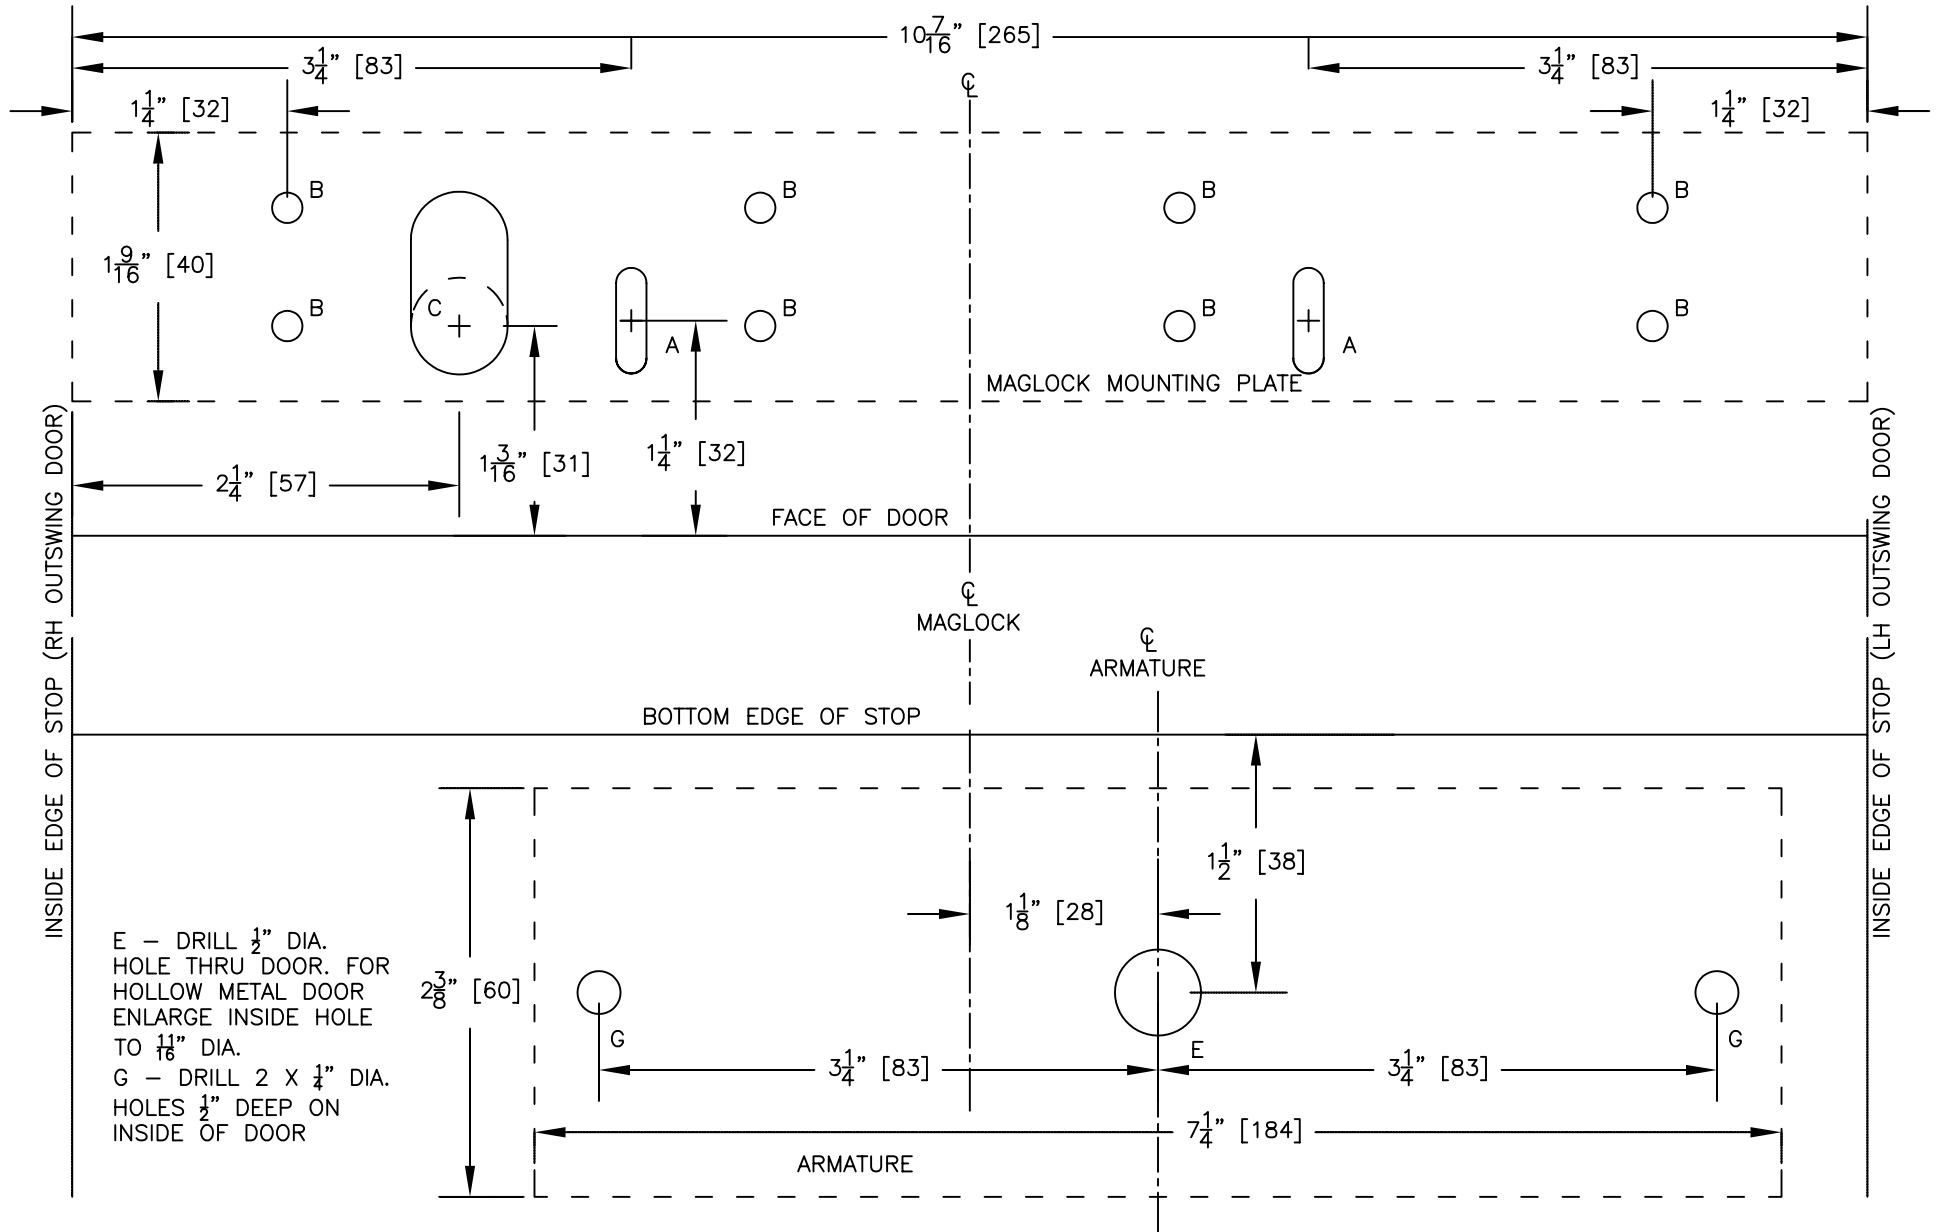 10 7/16" [265]
3 1/4" [83]
3 1/4" [83]
℄
1 1/4" [32]
1 1/4" [32]
B
B
B
B
1 9/16" [40]
C
B
B
B
B
A
A
MAGLOCK MOUNTING PLATE
1 3/16" [31]
1 1/4" [32]
2 1/4" [57]
FACE OF DOOR
INSIDE EDGE OF STOP (RH OUTSWING DOOR)
INSIDE EDGE OF STOP (LH OUTSWING DOOR)
℄
MAGLOCK
℄
ARMATURE
BOTTOM EDGE OF STOP
1 1/2" [38]
1 1/8" [28]
2 3/8" [60]
E – DRILL 1/2" DIA.
HOLE THRU DOOR. FOR
HOLLOW METAL DOOR
ENLARGE INSIDE HOLE
TO 11/16" DIA.
G – DRILL 2 X 1/4" DIA.
HOLES 1/2" DEEP ON
INSIDE OF DOOR
G
E
G
3 1/4" [83]
3 1/4" [83]
7 1/4" [184]
ARMATURE